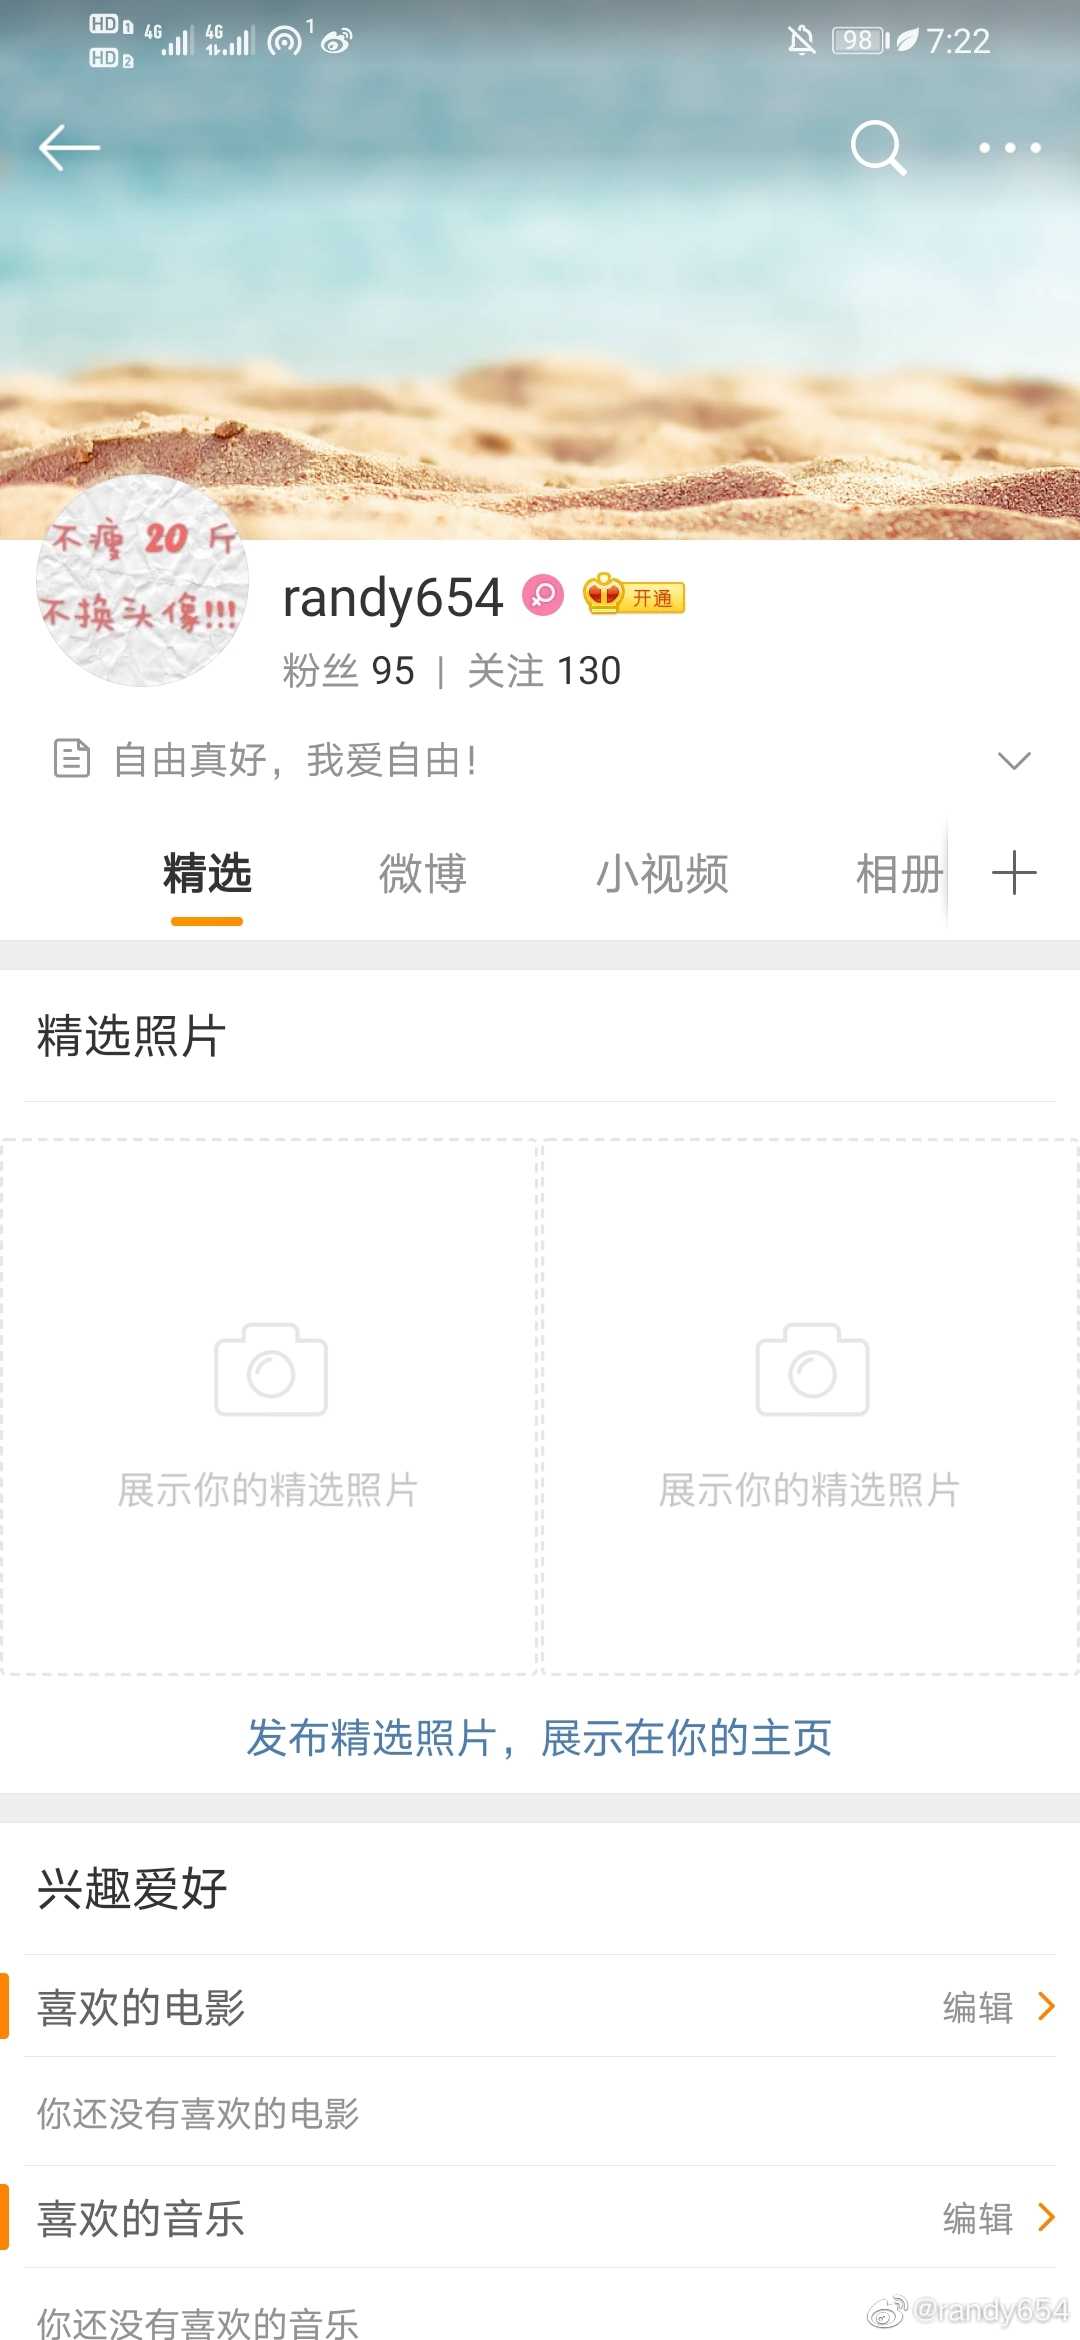 HD 1 4G 4G 1 98 7:22
HD 2
不瘦 20 斤
不换头像!!!
randy654 开通
粉丝 95 | 关注 130
自由真好，我爱自由！
精选 微博 小视频 相册
精选照片
展示你的精选照片 展示你的精选照片
发布精选照片，展示在你的主页
兴趣爱好
喜欢的电影 编辑
你还没有喜欢的电影
喜欢的音乐 编辑
你还没有喜欢的音乐
@randy654